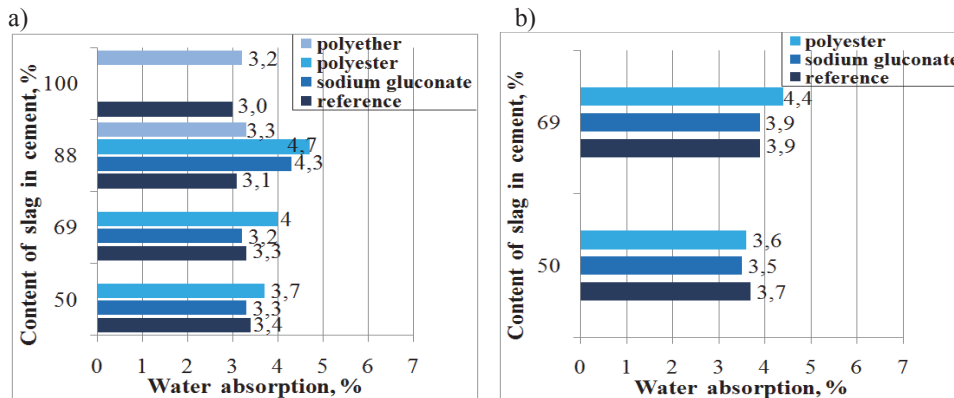 a)
Content of slag in cement, %
polyether
polyester
sodium gluconate
reference
100
3,2
3,0
88
3,3
4,7
4,3
3,1
69
4
3,2
3,3
50
3,7
3,3
3,4
0 1 2 3 4 5 6 7
Water absorption, %
b)
Content of slag in cement, %
polyester
sodium gluconate
reference
69
4,4
3,9
3,9
50
3,6
3,5
3,7
0 1 2 3 4 5 6 7
Water absorption, %